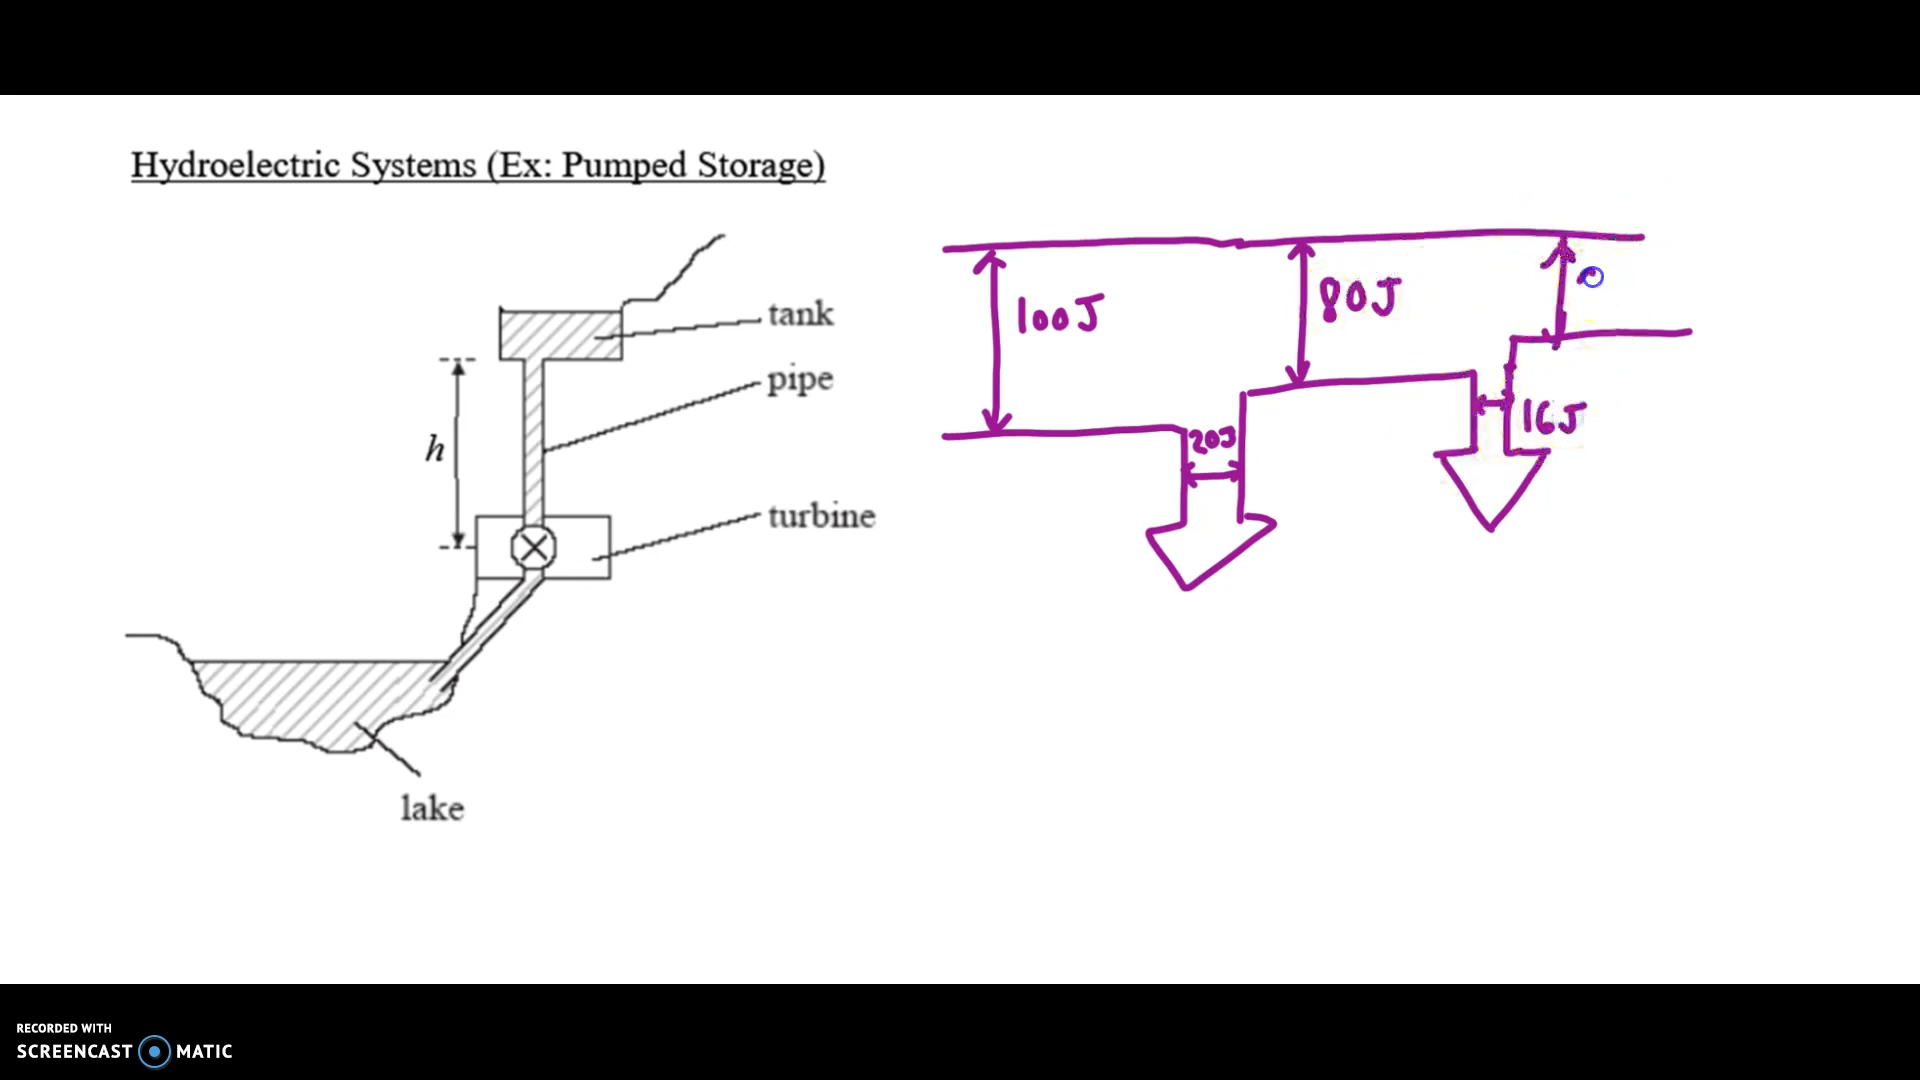 Hydroelectric Systems (Ex: Pumped Storage)
tank
pipe
h
turbine
lake
100J
20J
80J
16J
RECORDED WITH
SCREENCAST MATIC